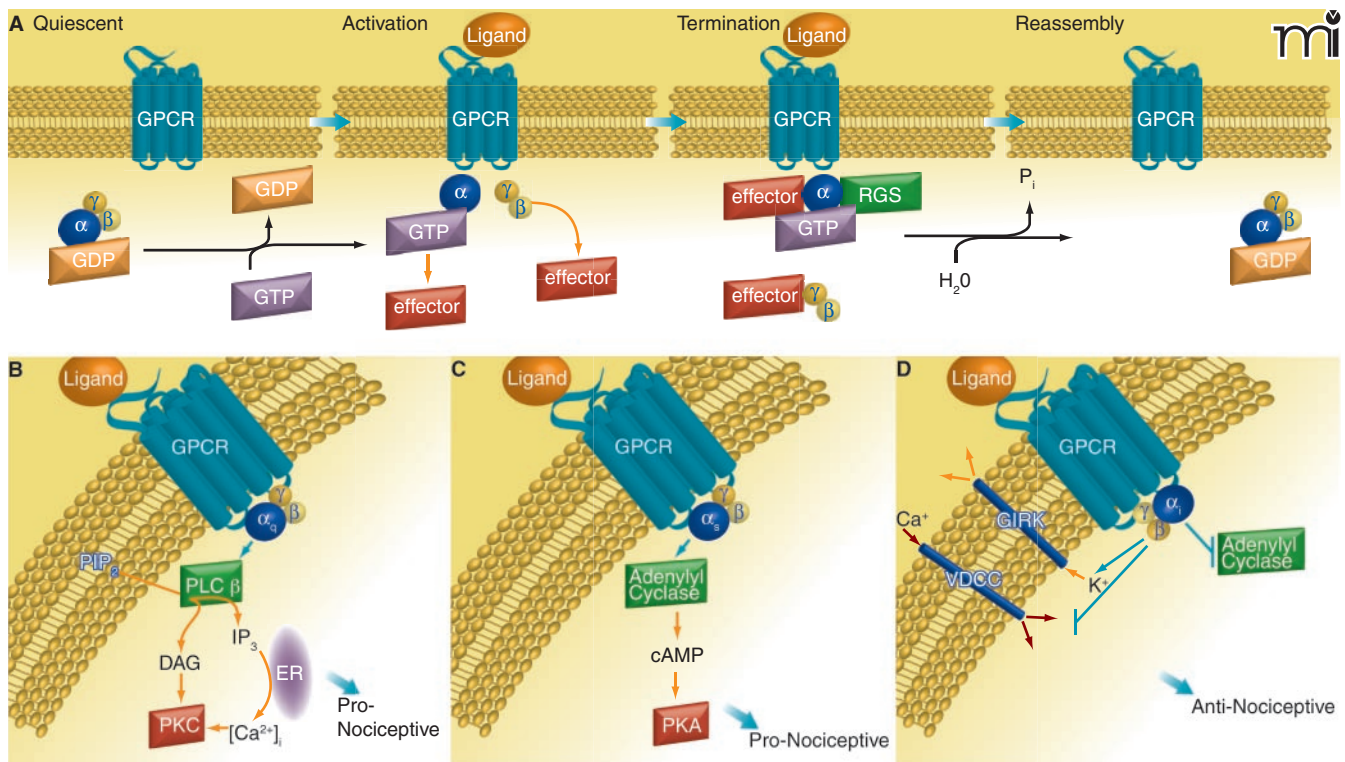 A Quiescent
Activation
Termination
Reassembly
mi
Ligand
Ligand
GPCR
GPCR
GPCR
GPCR
γ
α
β
GDP
GDP
GTP
α
γ
β
GTP
effector
effector
effector
α
RGS
GTP
effector
γ
β
Pᵢ
H₂0
γ
α
β
GDP
B
Ligand
GPCR
γ
β
αq
PIP₂
PLC β
IP₃
DAG
ER
PKC
[Ca²⁺]ᵢ
Pro-
Nociceptive
C
Ligand
GPCR
γ
β
αs
Adenylyl
Cyclase
cAMP
PKA
Pro-Nociceptive
D
Ligand
GPCR
GIRK
Ca⁺
VDCC
K⁺
γ
β
αᵢ
Adenylyl
Cyclase
Anti-Nociceptive